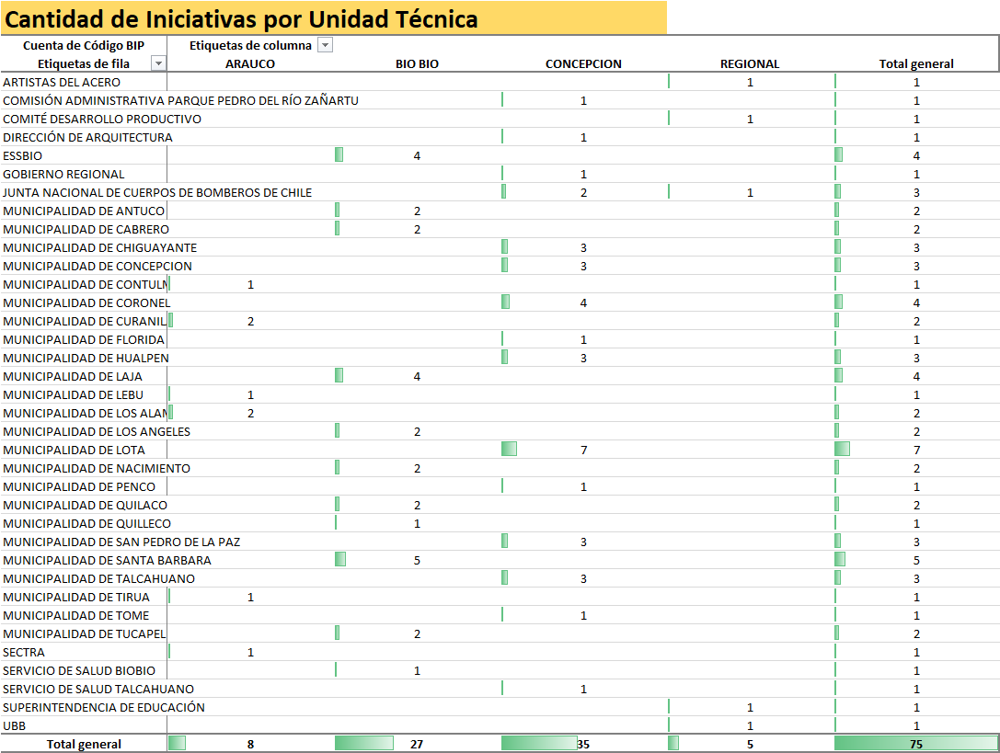 Cantidad de Iniciativas por Unidad Técnica
Cuenta de Código BIP Etiquetas de columna
Etiquetas de fila ARAUCO BIO BIO CONCEPCION REGIONAL Total general
ARTISTAS DEL ACERO 1 1
COMISIÓN ADMINISTRATIVA PARQUE PEDRO DEL RÍO ZAÑARTU 1 1
COMITÉ DESARROLLO PRODUCTIVO 1 1
DIRECCIÓN DE ARQUITECTURA 1 1
ESSBIO 4 4
GOBIERNO REGIONAL 1 1
JUNTA NACIONAL DE CUERPOS DE BOMBEROS DE CHILE 2 1 3
MUNICIPALIDAD DE ANTUCO 2 2
MUNICIPALIDAD DE CABRERO 2 2
MUNICIPALIDAD DE CHIGUAYANTE 3 3
MUNICIPALIDAD DE CONCEPCION 3 3
MUNICIPALIDAD DE CONTULM 1 1
MUNICIPALIDAD DE CORONEL 4 4
MUNICIPALIDAD DE CURANIL 2 2
MUNICIPALIDAD DE FLORIDA 1 1
MUNICIPALIDAD DE HUALPEN 3 3
MUNICIPALIDAD DE LAJA 4 4
MUNICIPALIDAD DE LEBU 1 1
MUNICIPALIDAD DE LOS ALAM 2 2
MUNICIPALIDAD DE LOS ANGELES 2 2
MUNICIPALIDAD DE LOTA 7 7
MUNICIPALIDAD DE NACIMIENTO 2 2
MUNICIPALIDAD DE PENCO 1 1
MUNICIPALIDAD DE QUILACO 2 2
MUNICIPALIDAD DE QUILLECO 1 1
MUNICIPALIDAD DE SAN PEDRO DE LA PAZ 3 3
MUNICIPALIDAD DE SANTA BARBARA 5 5
MUNICIPALIDAD DE TALCAHUANO 3 3
MUNICIPALIDAD DE TIRUA 1 1
MUNICIPALIDAD DE TOME 1 1
MUNICIPALIDAD DE TUCAPEL 2 2
SECTRA 1 1
SERVICIO DE SALUD BIOBIO 1 1
SERVICIO DE SALUD TALCAHUANO 1 1
SUPERINTENDENCIA DE EDUCACIÓN 1 1
UBB 1 1
Total general 8 27 35 5 75